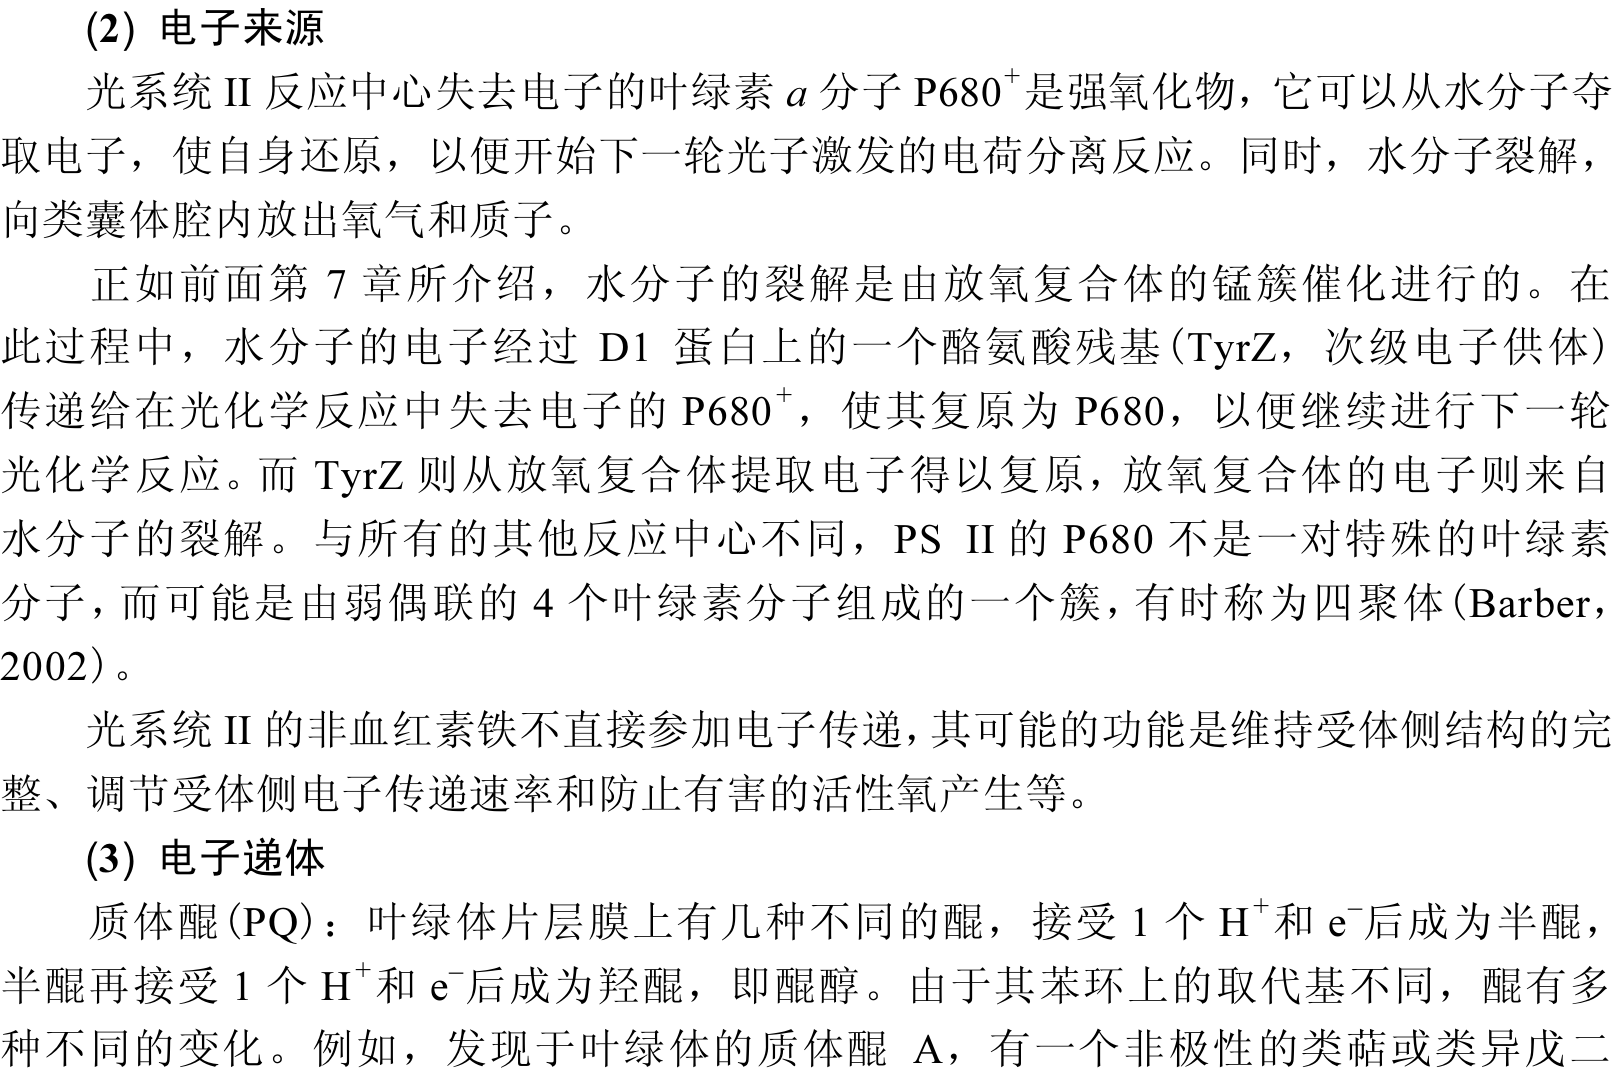 (2) 电子来源
光系统 II 反应中心失去电子的叶绿素 a 分子 P680⁺是强氧化物，它可以从水分子夺
取电子，使自身还原，以便开始下一轮光子激发的电荷分离反应。同时，水分子裂解，
向类囊体腔内放出氧气和质子。
正如前面第 7 章所介绍，水分子的裂解是由放氧复合体的锰簇催化进行的。在
此过程中，水分子的电子经过 D1 蛋白上的一个酪氨酸残基(TyrZ，次级电子供体)
传递给在光化学反应中失去电子的 P680⁺，使其复原为 P680，以便继续进行下一轮
光化学反应。而 TyrZ 则从放氧复合体提取电子得以复原，放氧复合体的电子则来自
水分子的裂解。与所有的其他反应中心不同，PS II 的 P680 不是一对特殊的叶绿素
分子，而可能是由弱偶联的 4 个叶绿素分子组成的一个簇，有时称为四聚体(Barber，
2002)。
光系统 II 的非血红素铁不直接参加电子传递，其可能的功能是维持受体侧结构的完
整、调节受体侧电子传递速率和防止有害的活性氧产生等。
(3) 电子递体
质体醌(PQ)：叶绿体片层膜上有几种不同的醌，接受 1 个 H⁺和 e⁻后成为半醌，
半醌再接受 1 个 H⁺和 e⁻后成为羟醌，即醌醇。由于其苯环上的取代基不同，醌有多
种不同的变化。例如，发现于叶绿体的质体醌 A，有一个非极性的类萜或类异戊二